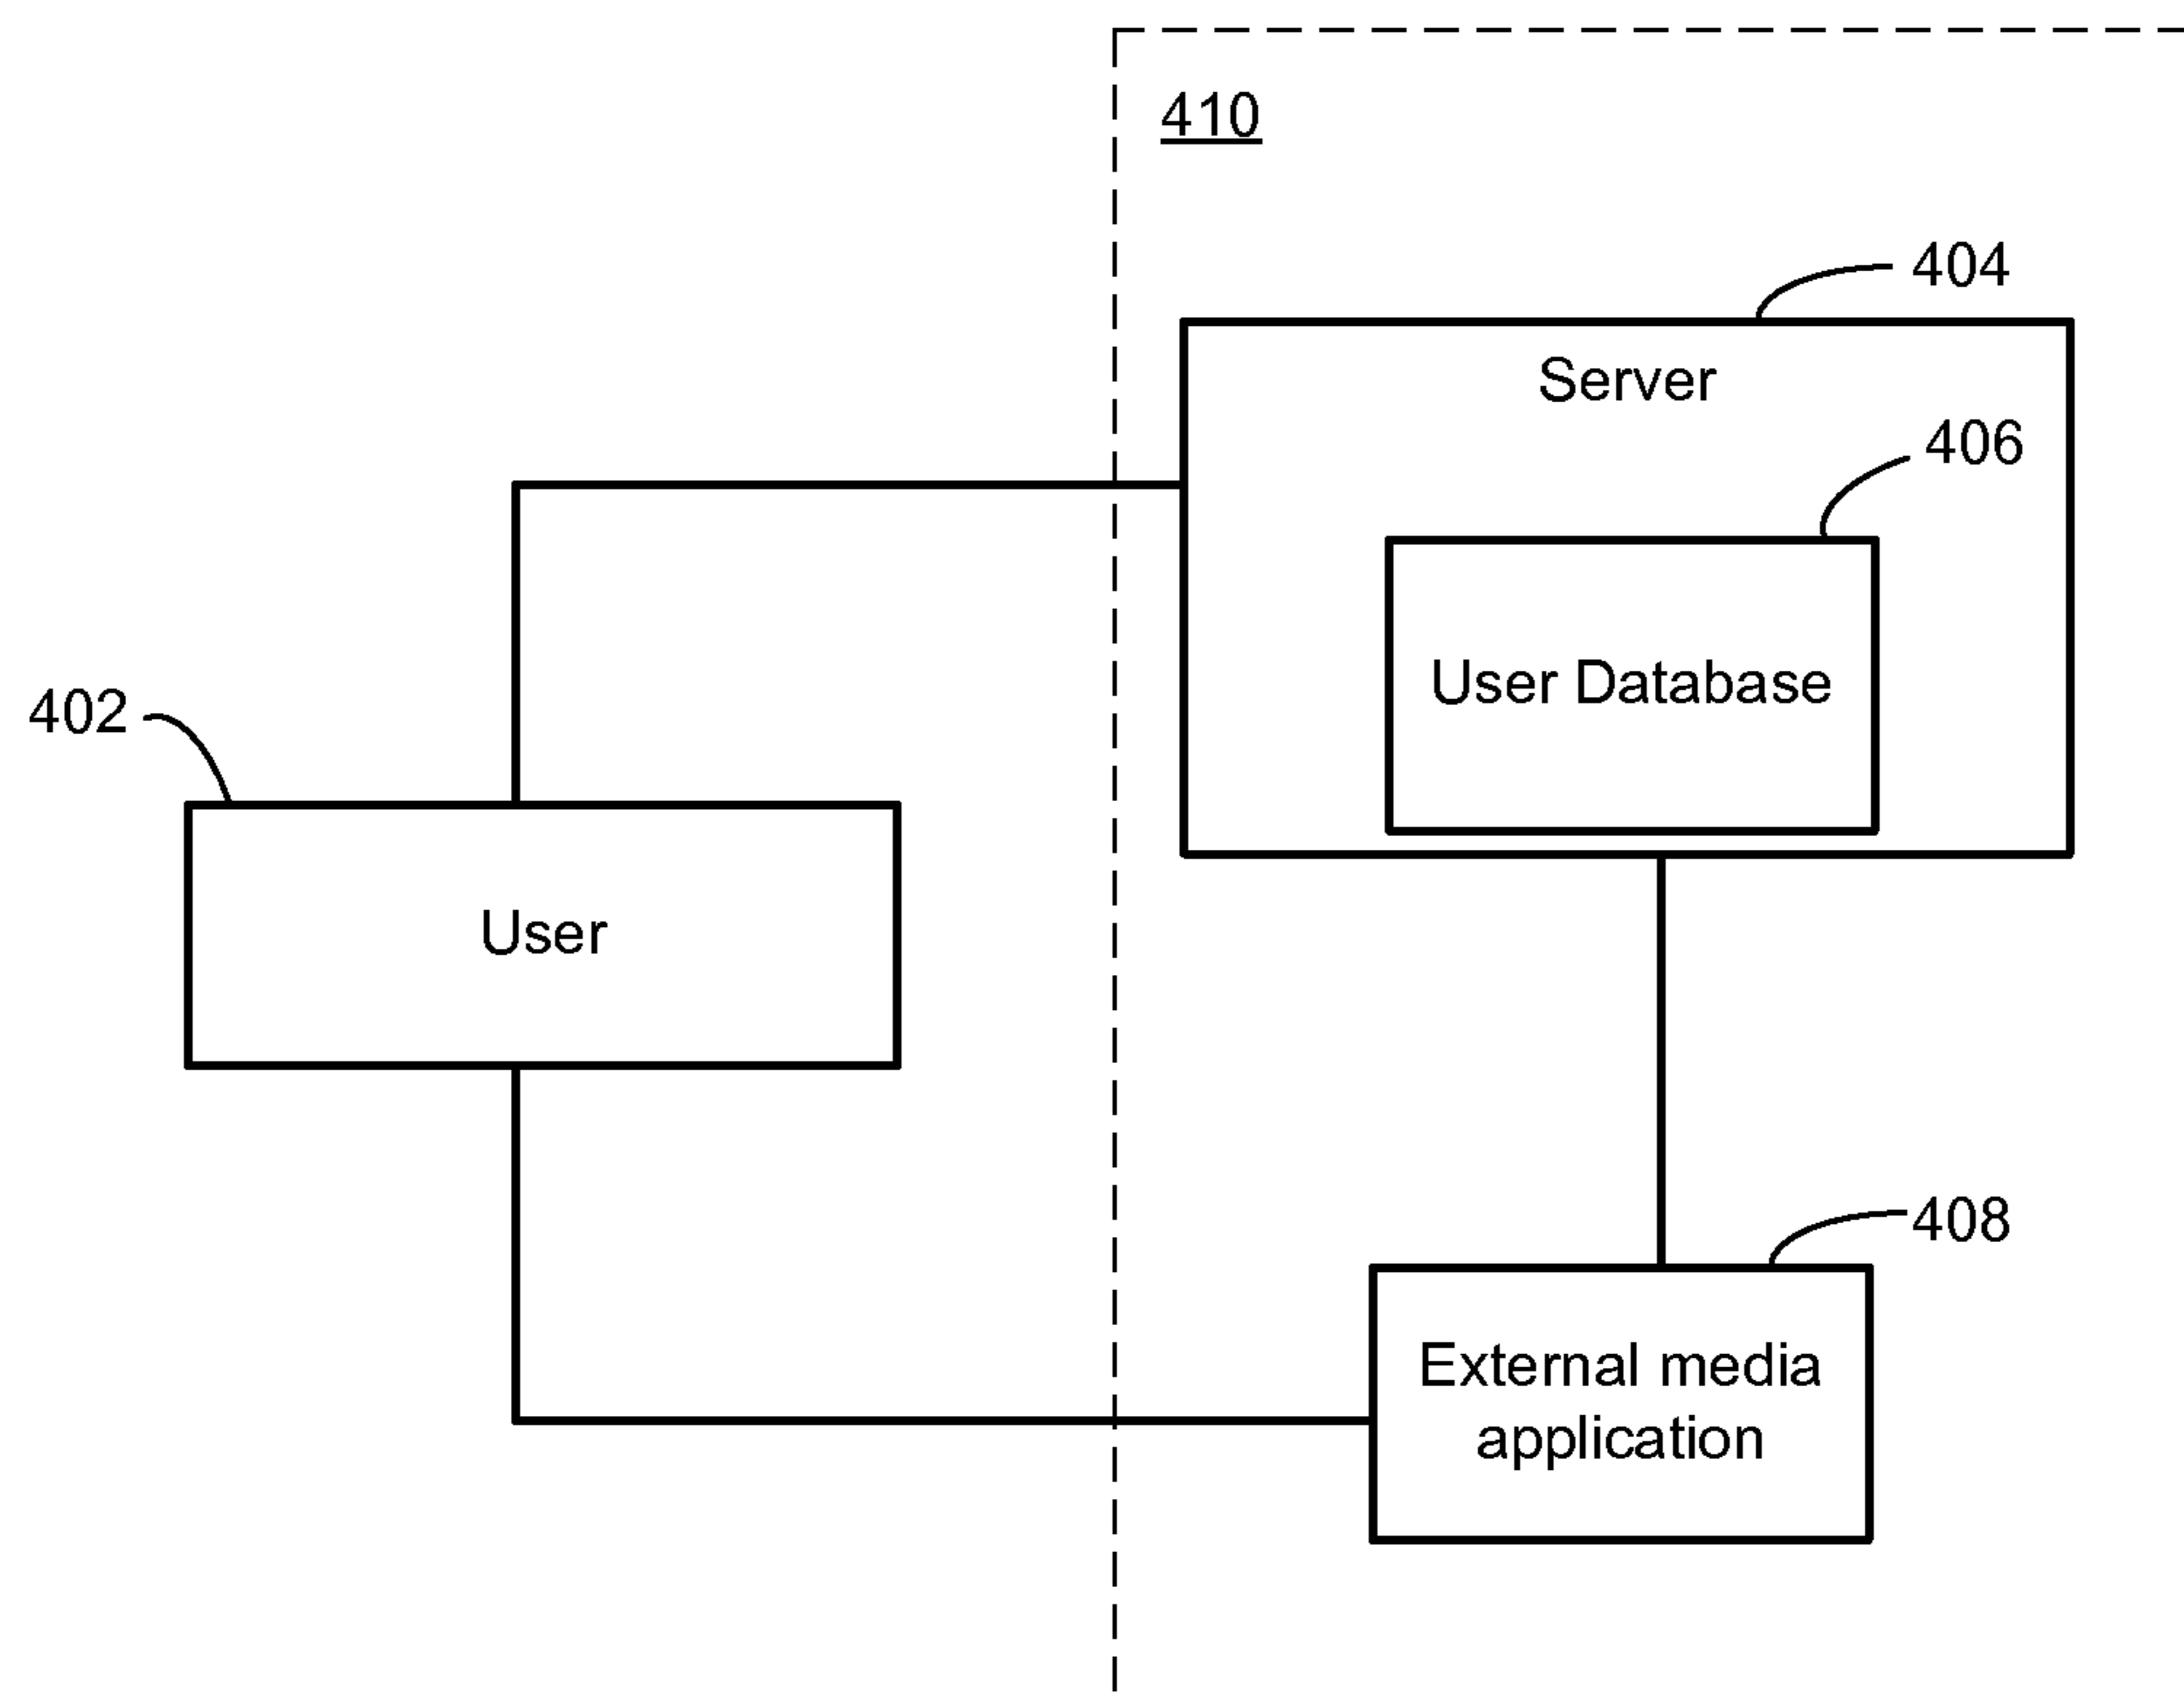 410
404
Server
406
User Database
402
User
408
External media
application